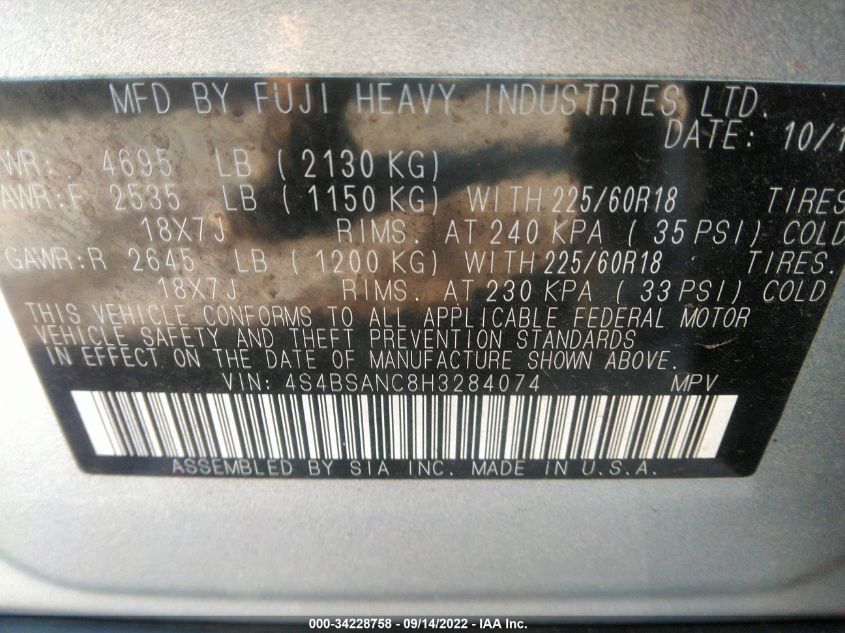 MFD BY FUJI HEAVY INDUSTRIES LTD.
DATE: 10/1
WR: 4695 LB ( 2130 KG)
AWR:F 2535 LB ( 1150 KG) WITH 225/60R18 TIRES
18X7J RIMS. AT 240 KPA ( 35 PSI) COLD
GAWR:R 2645 LB ( 1200 KG) WITH 225/60R18 TIRES.
18X7J RIMS. AT 230 KPA ( 33 PSI) COLD
THIS VEHICLE CONFORMS TO ALL APPLICABLE FEDERAL MOTOR
VEHICLE SAFETY AND THEFT PREVENTION STANDARDS
IN EFFECT ON THE DATE OF MANUFACTURE SHOWN ABOVE.
VIN: 4S4BSANC8H3284074 MPV
ASSEMBLED BY SIA INC. MADE IN U.S.A.
000-34228758 - 09/14/2022 - IAA Inc.